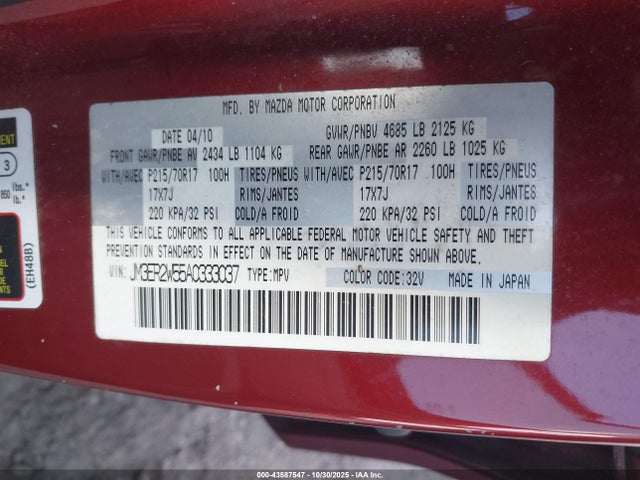 MFD. BY MAZDA MOTOR CORPORATION
DATE 04/10 GVWR/PNBV 4685 LB 2125 KG
FRONT GAWR/PNBE AV 2434 LB 1104 KG REAR GAWR/PNBE AR 2260 LB 1025 KG
WITH/AVEC P215/70R17 100H TIRES/PNEUS WITH/AVEC P215/70R17 100H TIRES/PNEUS
17X7J RIMS/JANTES 17X7J RIMS/JANTES
220 KPA/32 PSI COLD/A FROID 220 KPA/32 PSI COLD/A FROID
THIS VEHICLE CONFORMS TO ALL APPLICABLE FEDERAL MOTOR VEHICLE SAFETY AND THEFT
PREVENTION STANDARDS IN EFFECT ON THE DATE OF MANUFACTURE SHOWN ABOVE.
VIN: JM3ER2W55A0333037 TYPE:MPV COLOR CODE:32V MADE IN JAPAN
3
850 lbs.*
(EH48B)
000-43587547 - 10/30/2025 - IAA Inc.